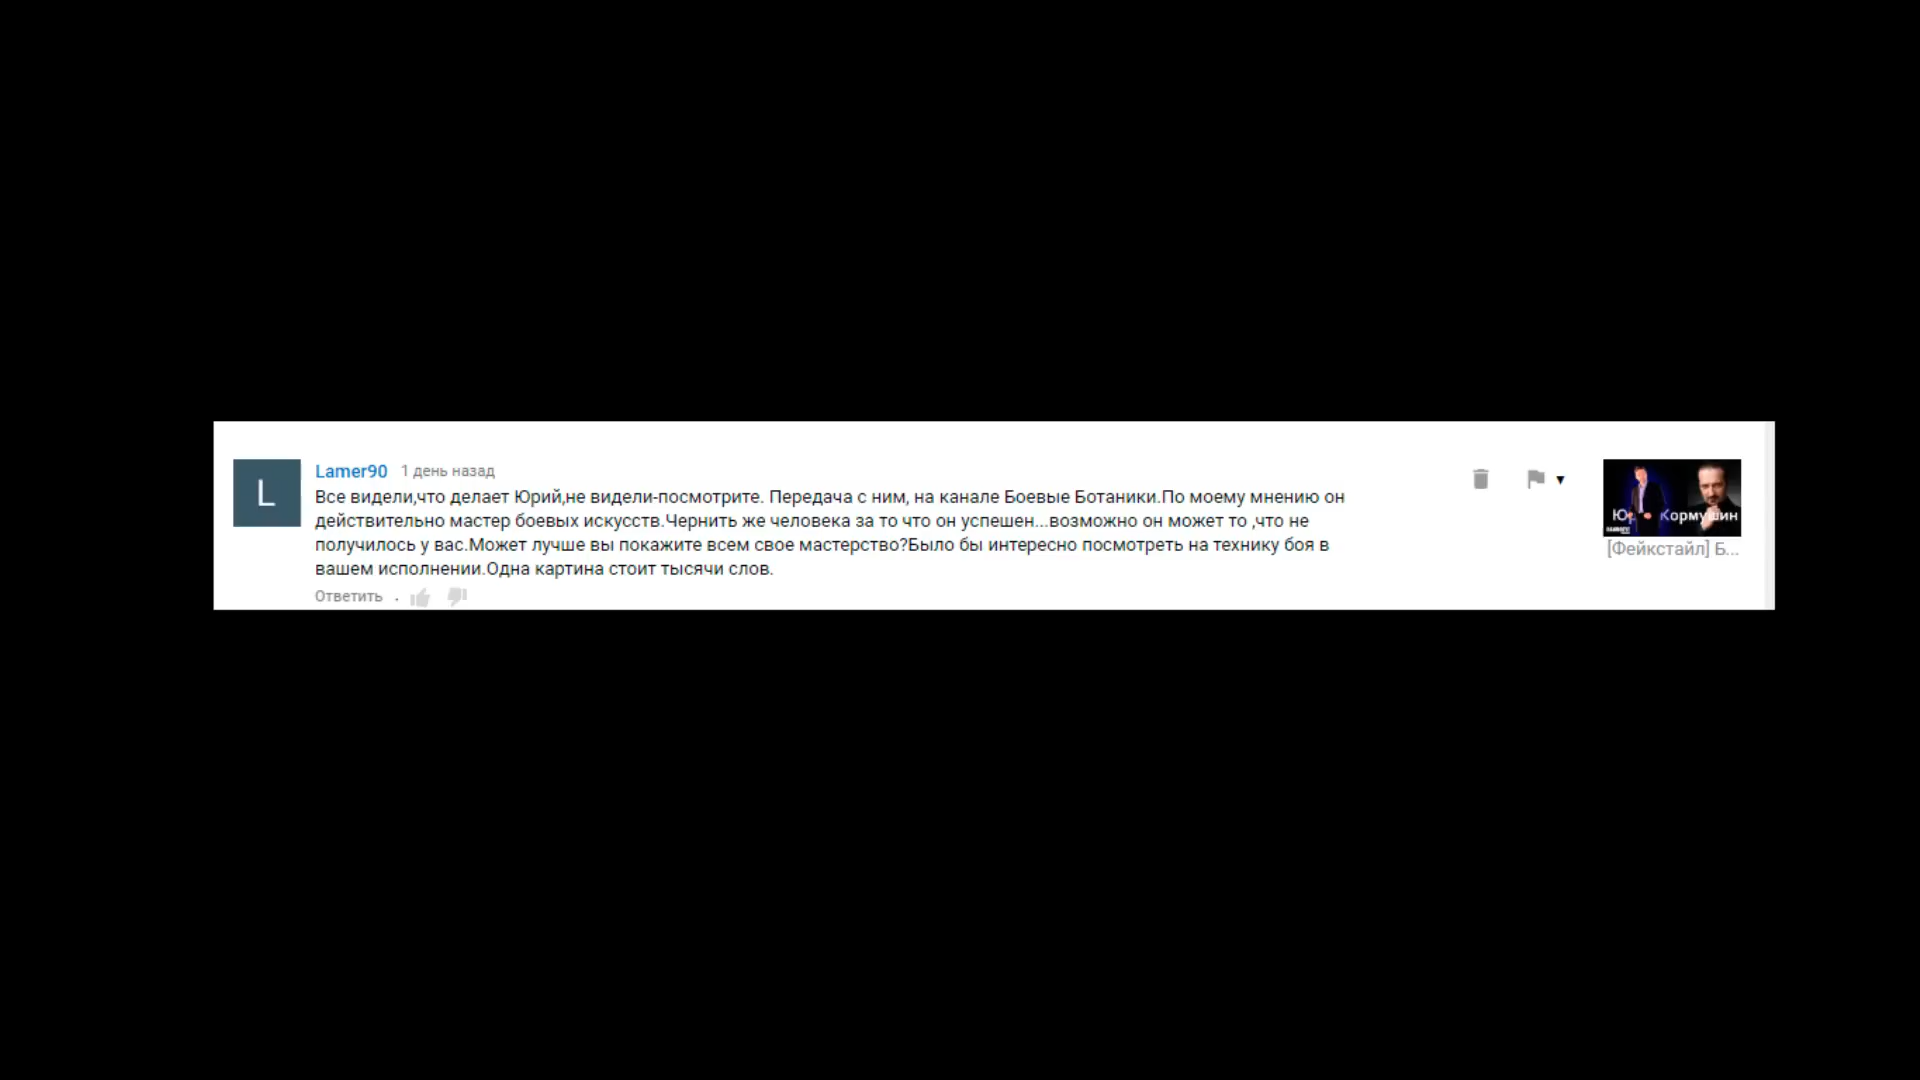 L
Lamer90 1 день назад
Все видели,что делает Юрий,не видели-посмотрите. Передача с ним, на канале Боевые Ботаники.По моему мнению он
действительно мастер боевых искусств.Чернить же человека за то что он успешен...возможно он может то ,что не
получилось у вас.Может лучше вы покажите всем свое мастерство?Было бы интересно посмотреть на технику боя в
вашем исполнении.Одна картина стоит тысячи слов.
Ответить .
Кормушин
[Фейкстайл] Б...